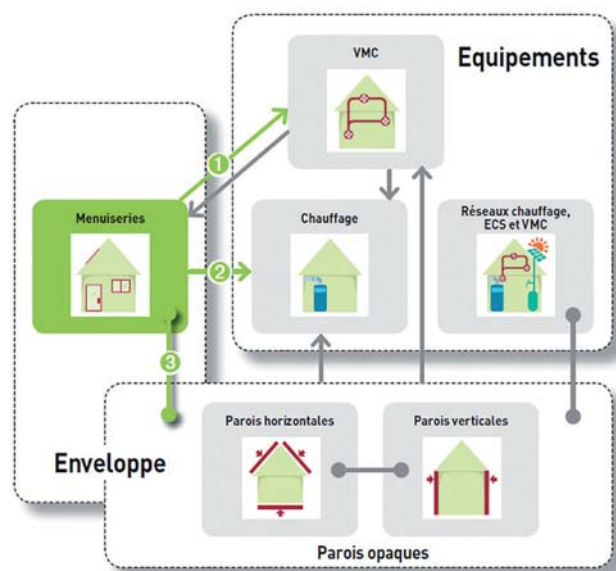 VMC
Equipements
1
Menuiseries
Chauffage
Réseaux chauffage,
ECS et VMC
2
3
Parois horizontales
Parois verticales
Enveloppe
Parois opaques